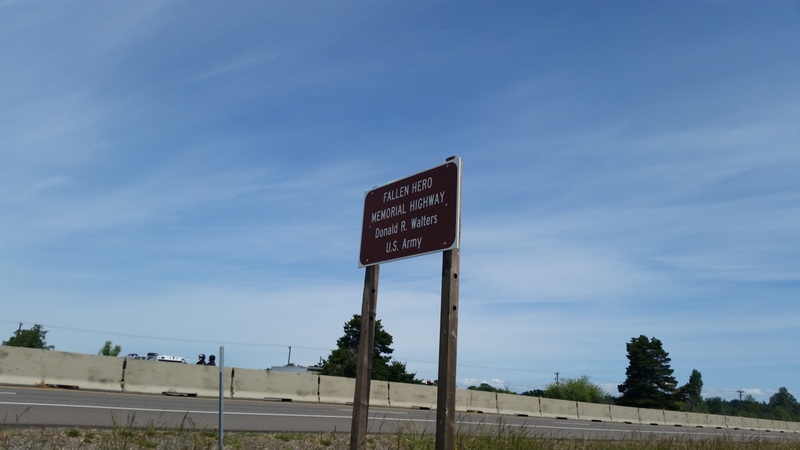 FALLEN HERO
MEMORIAL HIGHWAY
Donald R. Walters
U.S. Army